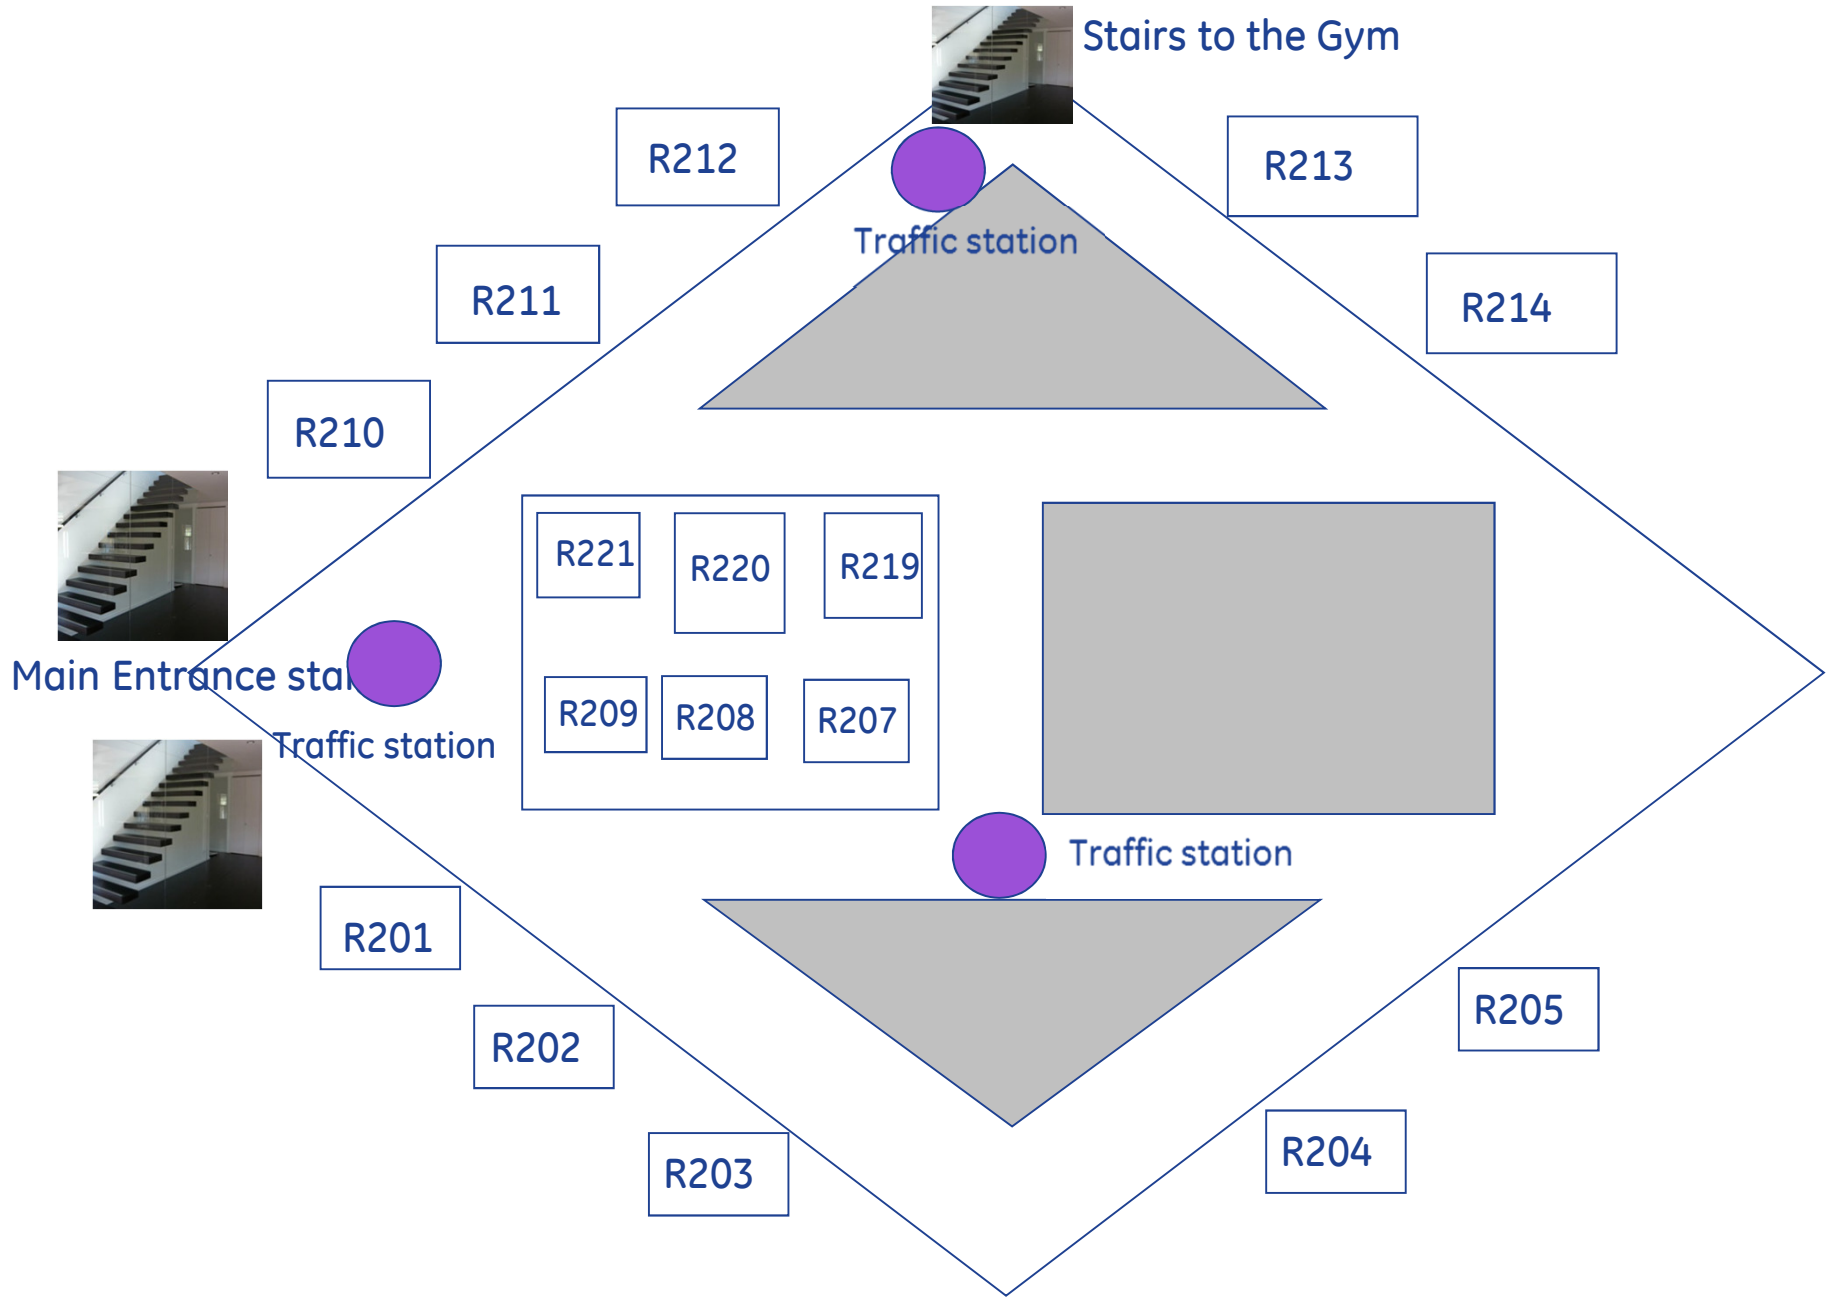 Stairs to the Gym
R212
R213
Traffic station
R211
R214
R210
R221
R220
R219
Main Entrance
R209
R208
R207
Traffic station
Traffic station
R201
R202
R205
R203
R204